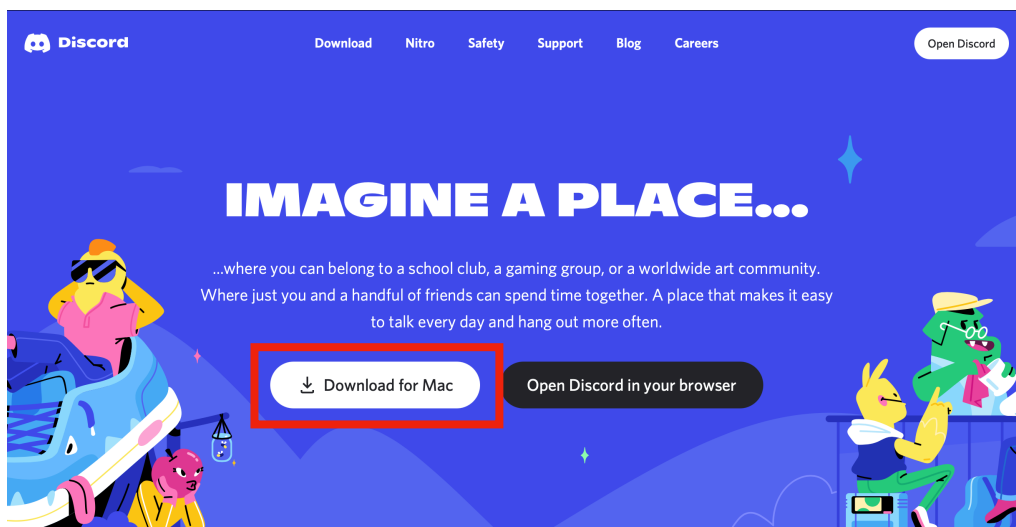 Discord
Download Nitro Safety Support Blog Careers
Open Discord
IMAGINE A PLACE...
...where you can belong to a school club, a gaming group, or a worldwide art community.
Where just you and a handful of friends can spend time together. A place that makes it easy
to talk every day and hang out more often.
Download for Mac
Open Discord in your browser